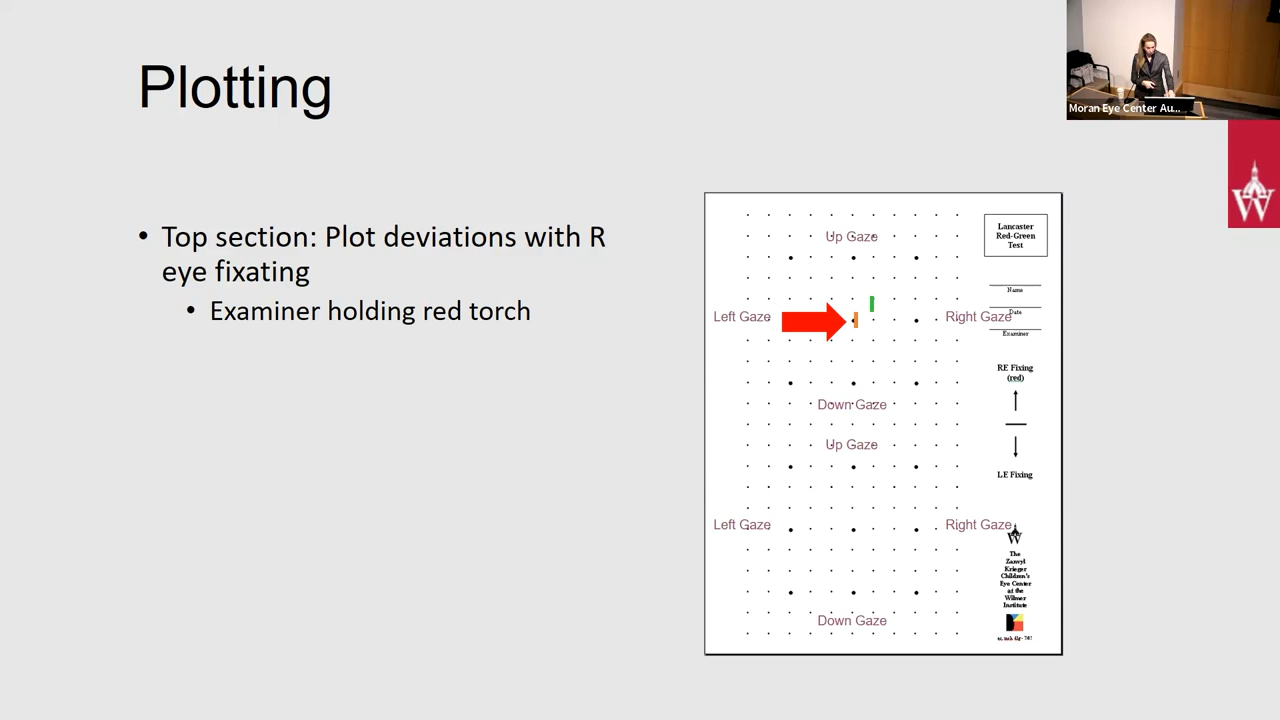 Plotting
Moran Eye Center Au...
• Top section: Plot deviations with R
eye fixating
• Examiner holding red torch
Up Gaze
Left Gaze
Right Gaze
Down Gaze
Up Gaze
Left Gaze
Right Gaze
Down Gaze
Lancaster
Red-Green
Test
Name
Date
Examiner
RE Fixing
(red)
LE Fixing
W
The
Zanvyl
Krieger
Children's
Eye Center
at the
Wilmer
Institute
W